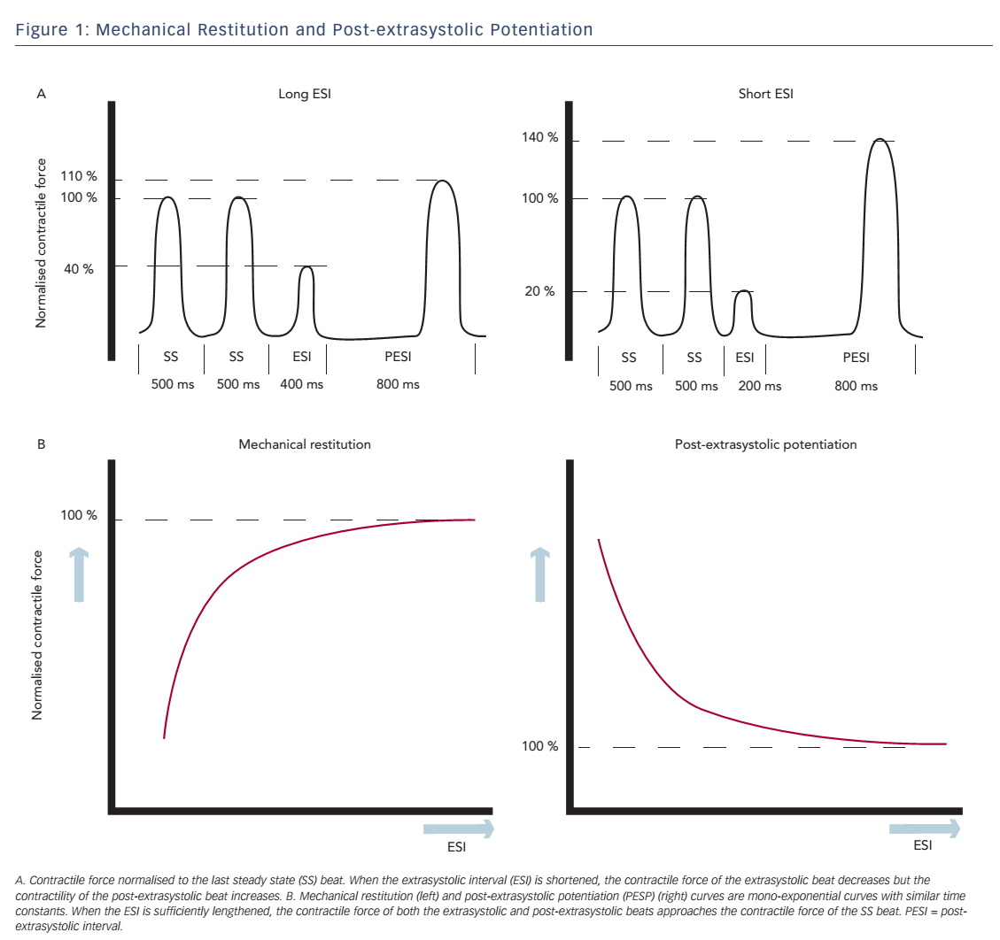 Figure 1: Mechanical Restitution and Post-extrasystolic Potentiation
A
Long ESI
Normalised contractile force
110 %
100 %
40 %
SS
SS
ESI
PESI
500 ms
500 ms
400 ms
800 ms
Short ESI
140 %
100 %
20 %
SS
SS
ESI
PESI
500 ms
500 ms
200 ms
800 ms
B
Mechanical restitution
Normalised contractile force
100 %
ESI
Post-extrasystolic potentiation
100 %
ESI
A. Contractile force normalised to the last steady state (SS) beat. When the extrasystolic interval (ESI) is shortened, the contractile force of the extrasystolic beat decreases but the
contractility of the post-extrasystolic beat increases. B. Mechanical restitution (left) and post-extrasystolic potentiation (PESP) (right) curves are mono-exponential curves with similar time
constants. When the ESI is sufficiently lengthened, the contractile force of both the extrasystolic and post-extrasystolic beats approaches the contractile force of the SS beat. PESI = post-
extrasystolic interval.